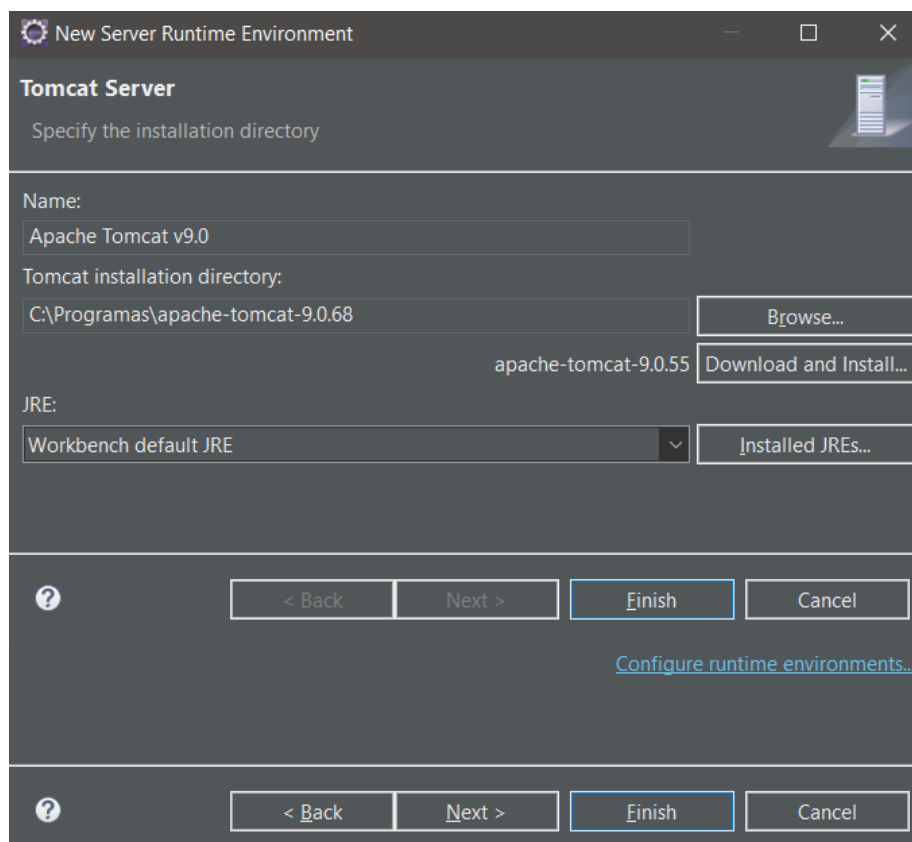 New Server Runtime Environment
Tomcat Server
Specify the installation directory
Name:
Apache Tomcat v9.0
Tomcat installation directory:
C:\Programas\apache-tomcat-9.0.68
Browse...
apache-tomcat-9.0.55 Download and Install...
JRE:
Workbench default JRE
Installed JREs...
< Back Next > Finish Cancel
Configure runtime environments...
< Back Next > Finish Cancel